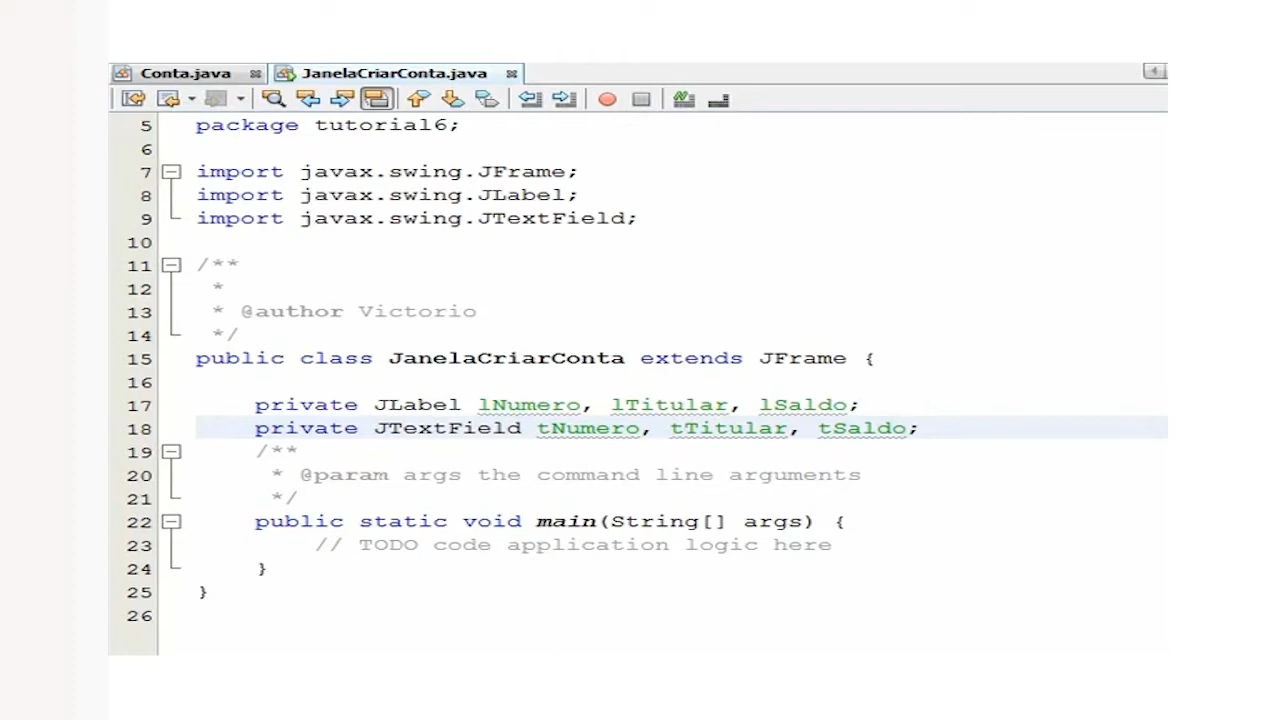 Conta.java JanelaCriarConta.java
5 package tutorial6;
6
7 import javax.swing.JFrame;
8 import javax.swing.JLabel;
9 import javax.swing.JTextField;
10
11 /**
12 *
13 * @author Victorio
14 */
15 public class JanelaCriarConta extends JFrame {
16
17 private JLabel lNumero, lTitular, lSaldo;
18 private JTextField tNumero, tTitular, tSaldo;
19 /**
20 * @param args the command line arguments
21 */
22 public static void main(String[] args) {
23 // TODO code application logic here
24 }
25 }
26